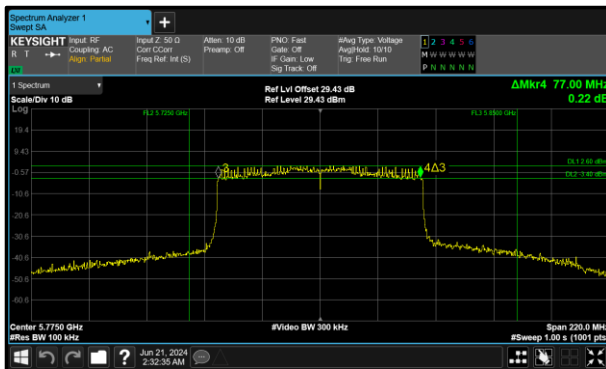 Spectrum Analyzer 1
Swept SA
KEYSIGHT
R T
Input: RF
Coupling: AC
Align: Partial
Input Z: 50 Ω
Corr CCorr
Freq Ref: Int (S)
Atten: 10 dB
Preamp: Off
PNO: Fast
Gate: Off
IF Gain: Low
Sig Track: Off
#Avg Type: Voltage
Avg|Hold: 10/10
Trig: Free Run
1 2 3 4 5 6
M W W W W W
P N N N N N
1 Spectrum
Scale/Div 10 dB
Ref Lvl Offset 29.43 dB
Ref Level 29.43 dBm
ΔMkr4 77.00 MHz
0.22 dB
Log
FL2 5.7250 GHz
FL3 5.8500 GHz
19.4
9.43
-0.57
-10.6
-20.6
-30.6
-40.6
-50.6
-60.6
3
4Δ3
DL1 2.60 dBm
DL2 -3.40 dBm
Center 5.7750 GHz
#Res BW 100 kHz
#Video BW 300 kHz
Span 220.0 MHz
#Sweep 1.00 s (1001 pts)
?
Jun 21, 2024
2:32:35 AM